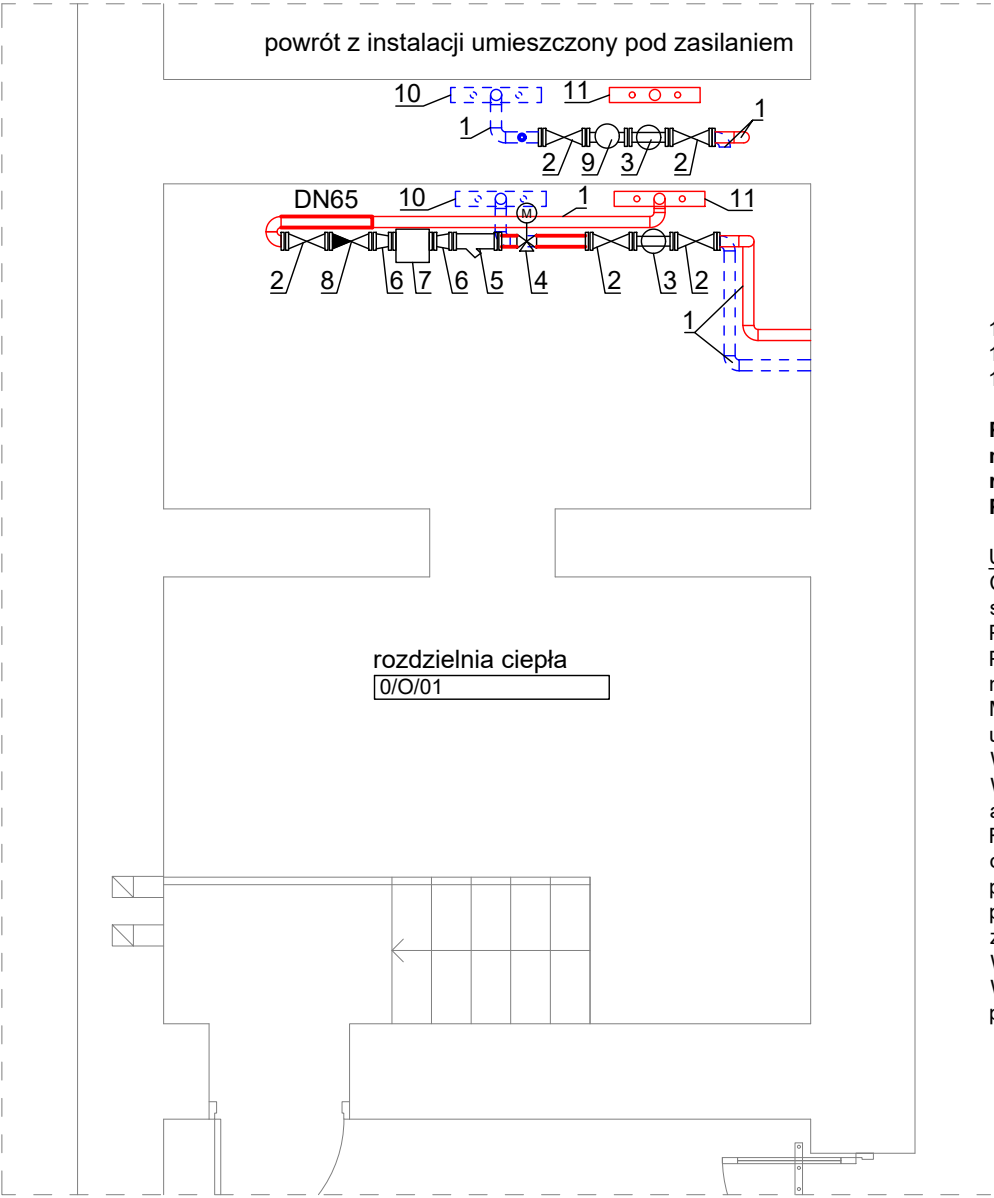 powrót z instalacji umieszczony pod zasilaniem
10 11
1 1
2 9 3 2
DN65 10 1 11
M
2 8 6 7 6 5 4 2 3 2
1
rozdzielnia ciepła
0/O/01